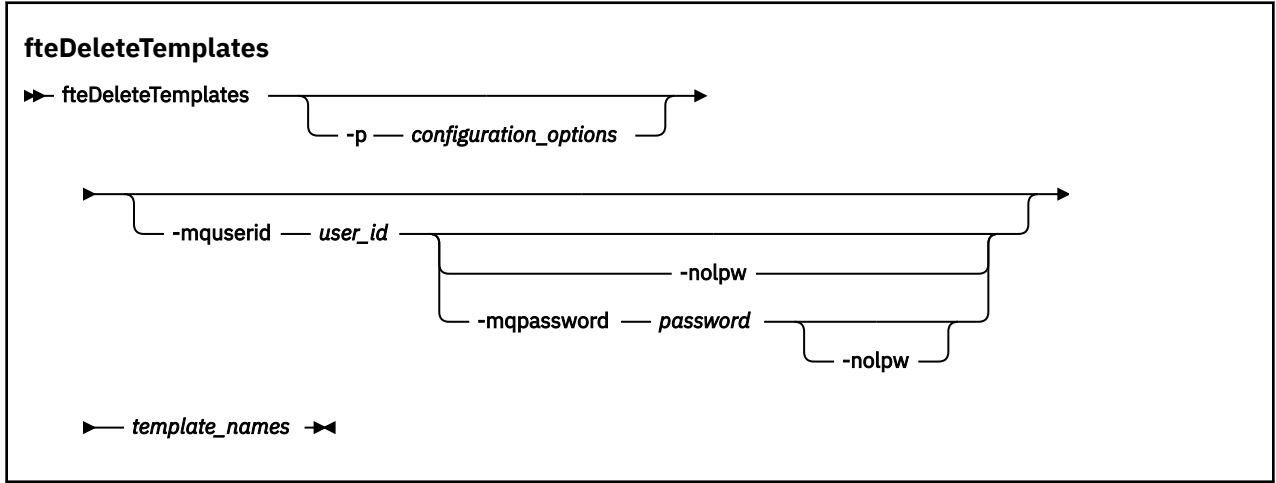 fteDeleteTemplates
fteDeleteTemplates
-p configuration_options
-mquserid user_id
-nolpw
-mqpassword password
-nolpw
template_names